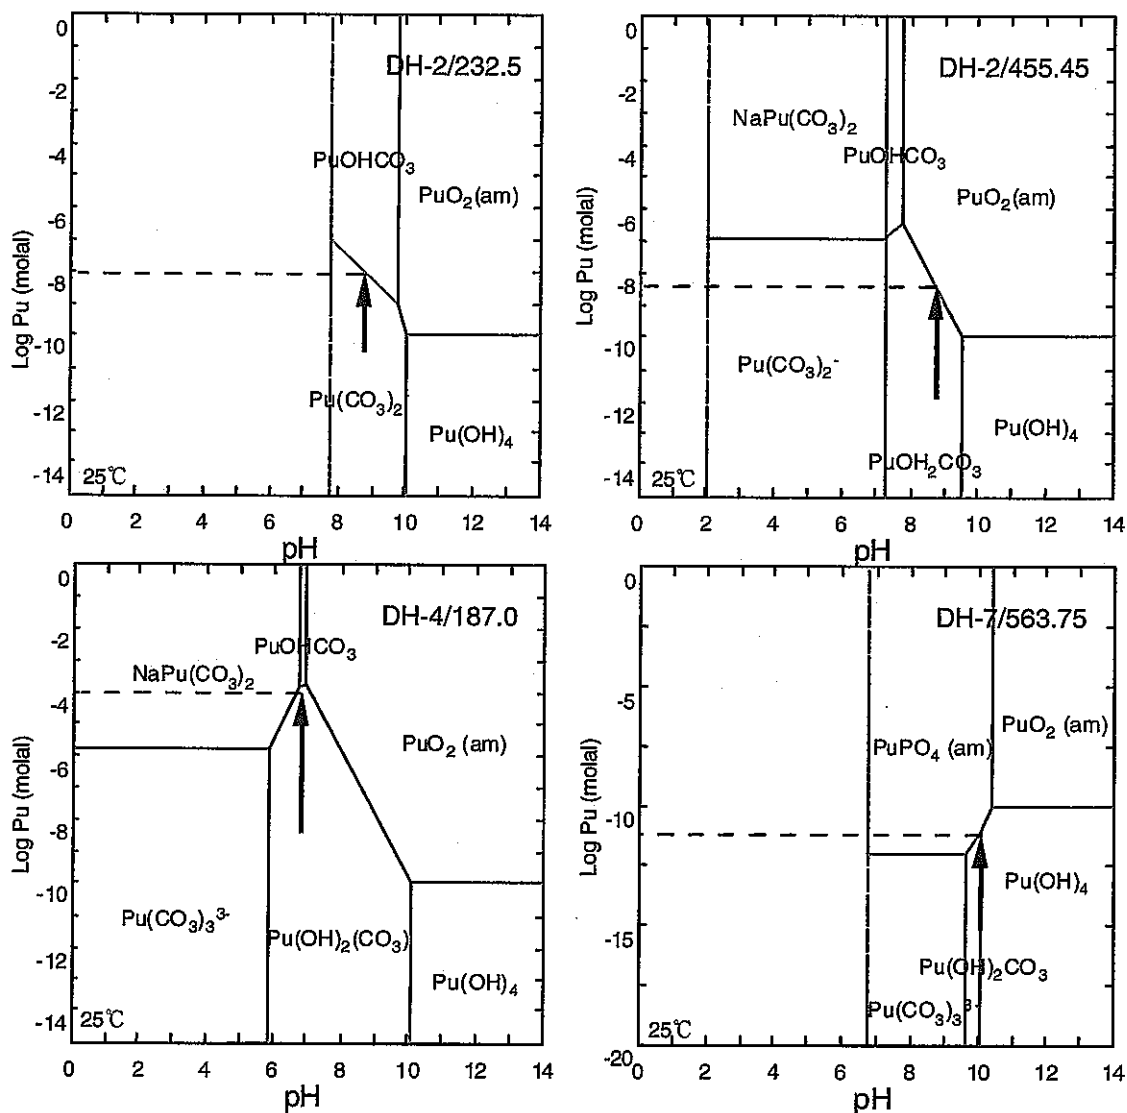 DH-2/232.5
PuOHCO₃
PuO₂(am)
Pu(CO₃)₂
Pu(OH)₄
25℃
Log Pu (molal)
0
-2
-4
-6
-8
-10
-12
-14
0 2 4 6 8 10 12 14
pH
DH-2/455.45
NaPu(CO₃)₂
PuOHCO₃
PuO₂(am)
Pu(CO₃)₂⁻
Pu(OH)₄
PuOH₂CO₃
25℃
Log Pu (molal)
0
-2
-4
-6
-8
-10
-12
-14
0 2 4 6 8 10 12 14
pH
DH-4/187.0
PuOHCO₃
NaPu(CO₃)₂
PuO₂ (am)
Pu(CO₃)₃³⁻
Pu(OH)₂(CO₃)
Pu(OH)₄
25℃
Log Pu (molal)
0
-2
-4
-6
-8
-10
-12
-14
0 2 4 6 8 10 12 14
pH
DH-7/563.75
PuO₂ (am)
PuPO₄ (am)
Pu(OH)₄
Pu(OH)₂CO₃
Pu(CO₃)₃³⁻
25℃
Log Pu (molal)
0
-5
-10
-15
-20
0 2 4 6 8 10 12 14
pH